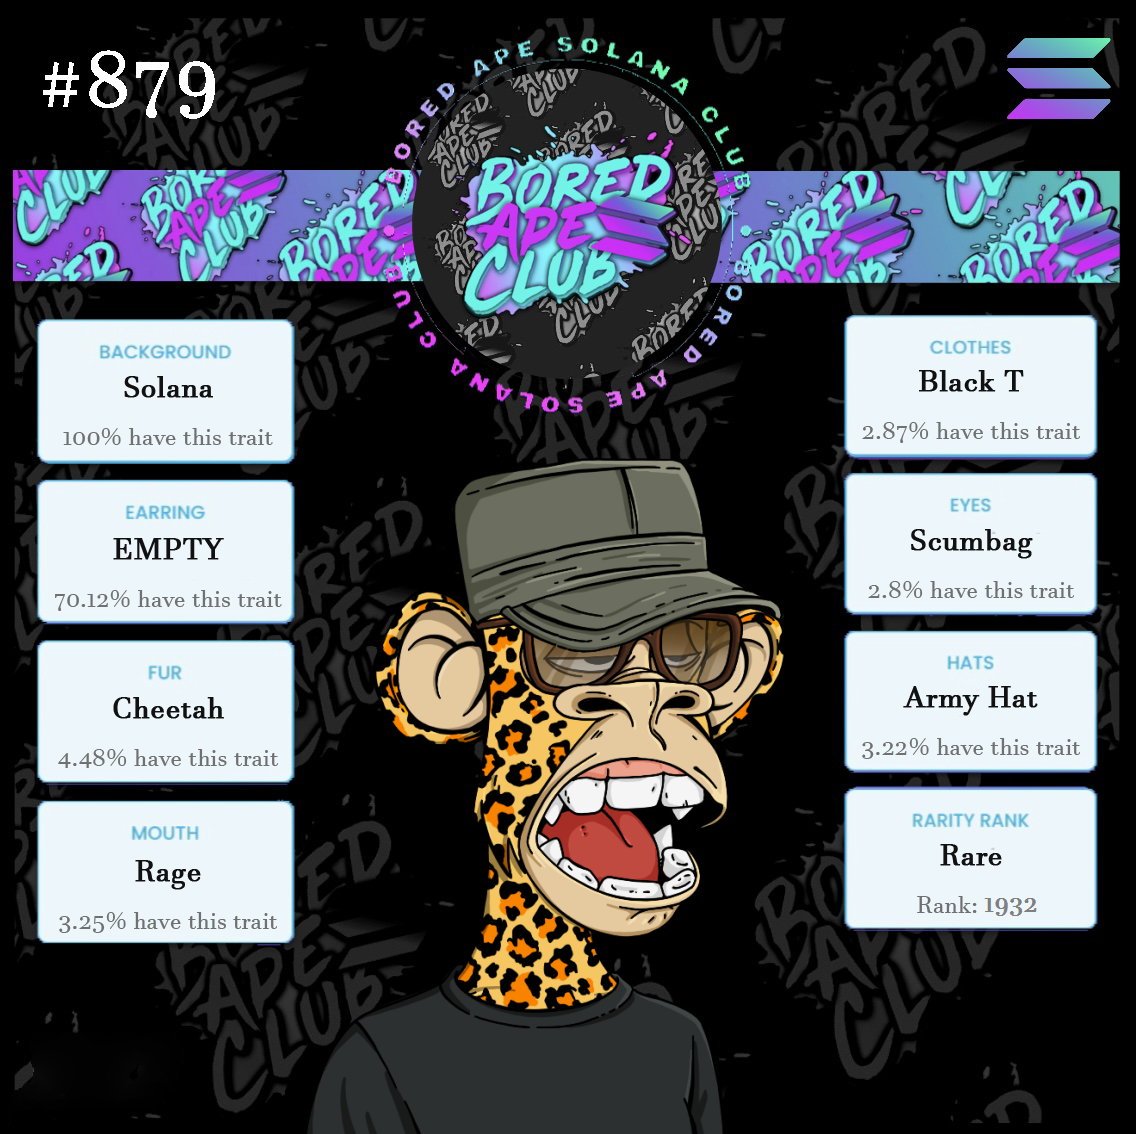 #879
BORED APE SOLANA CLUB
BORED APE SOLANA CLUB
BORED
APE
CLUB
BACKGROUND
Solana
100% have this trait
EARRING
EMPTY
70.12% have this trait
FUR
Cheetah
4.48% have this trait
MOUTH
Rage
3.25% have this trait
CLOTHES
Black T
2.87% have this trait
EYES
Scumbag
2.8% have this trait
HATS
Army Hat
3.22% have this trait
RARITY RANK
Rare
Rank: 1932